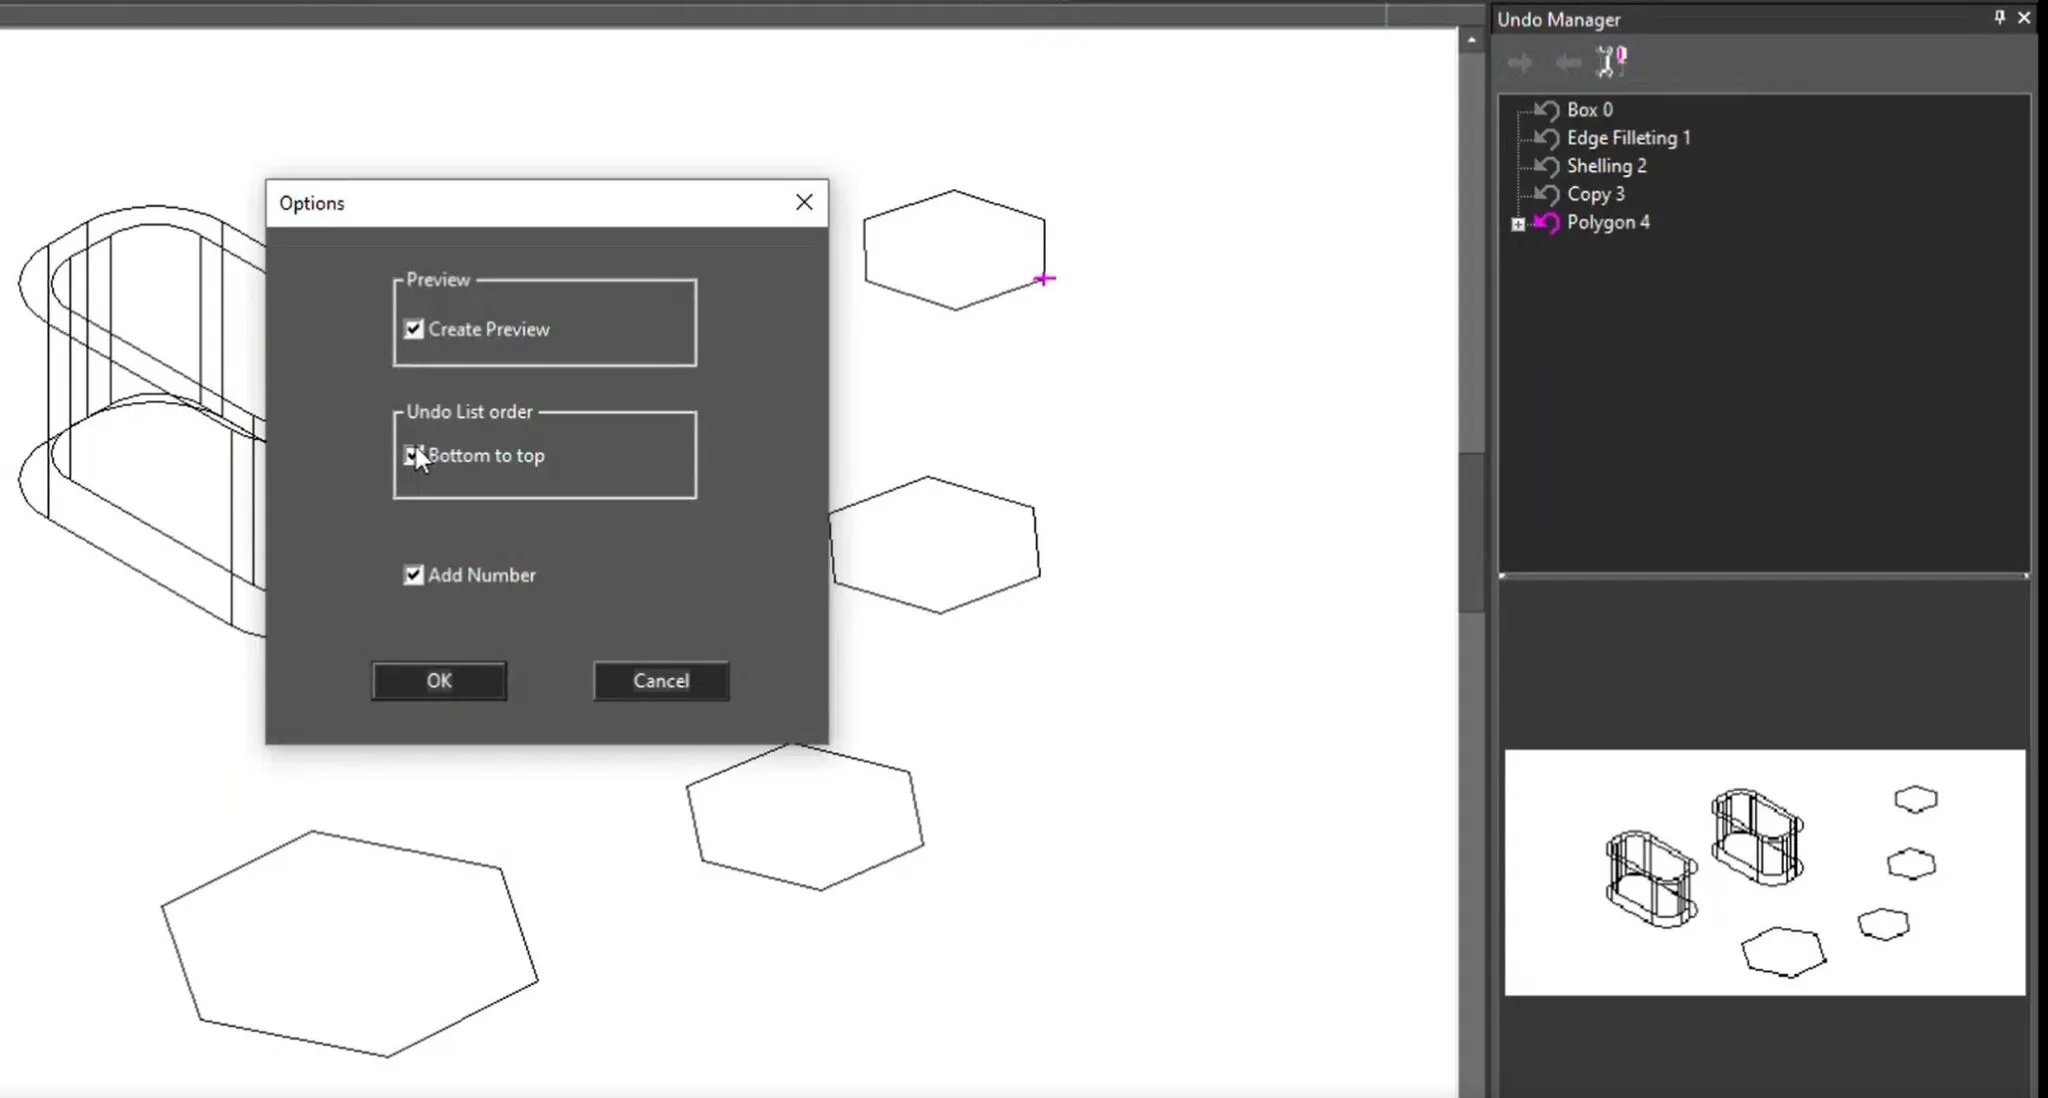 Undo Manager
Box 0
Edge Filleting 1
Shelling 2
Copy 3
Polygon 4
Options
Preview
Create Preview
Undo List order
Bottom to top
Add Number
OK
Cancel